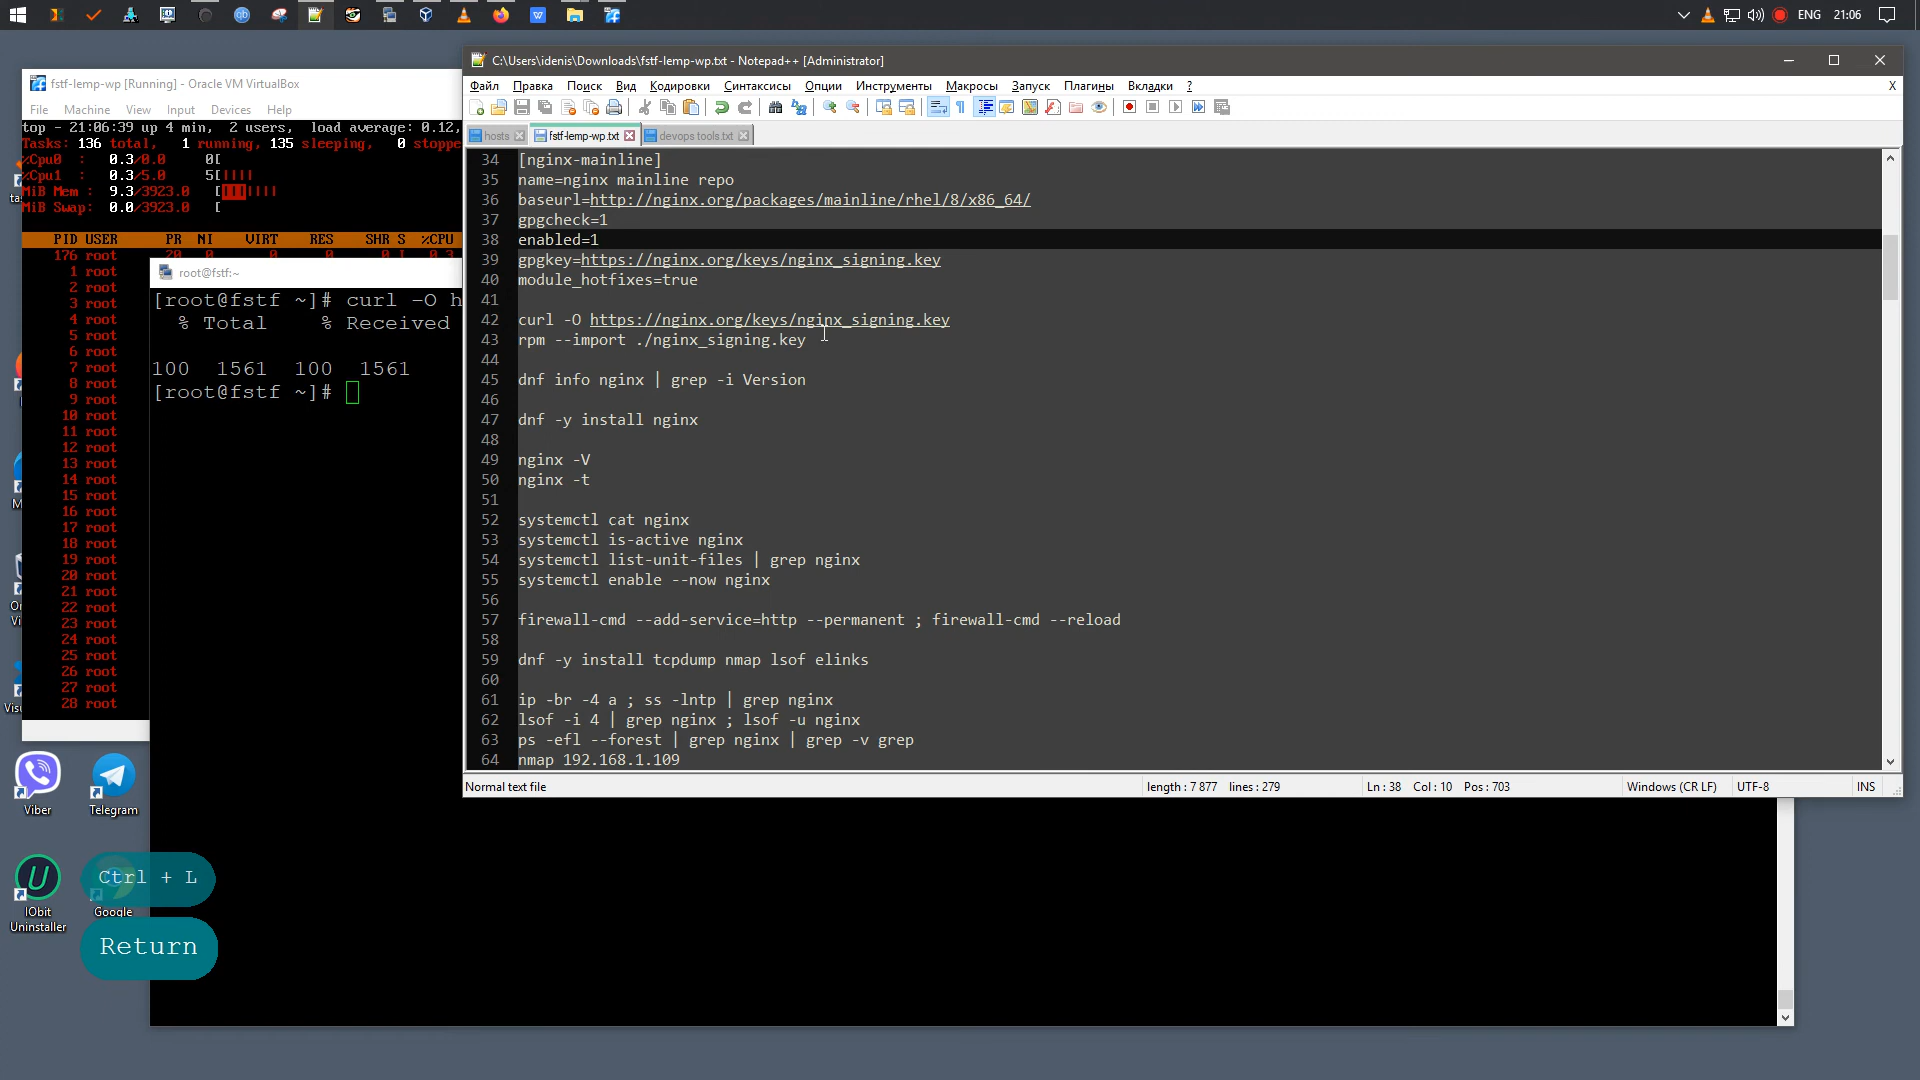 ENG
21:06
fstf-lemp-wp [Running] - Oracle VM VirtualBox
File Machine View Input Devices Help
top - 21:06:39 up 4 min, 2 users, load average: 0.12,
Tasks: 136 total, 1 running, 135 sleeping, 0 stoppe
%Cpu0 : 0.3/0.0 0[
%Cpu1 : 0.3/5.0 5[||||
MiB Mem : 9.3/3923.0 [|||||||
MiB Swap: 0.0/3923.0 [
PID USER PR NI VIRT RES SHR S %CPU
176 root 20 0 0 0 0 I 0.3
1 root
2 root
3 root
4 root
5 root
6 root
7 root
8 root
9 root
10 root
11 root
12 root
13 root
14 root
15 root
16 root
17 root
18 root
19 root
20 root
21 root
22 root
23 root
24 root
25 root
26 root
27 root
28 root
root@fstf:~
[root@fstf ~]# curl -O h
% Total % Received
100 1561 100 1561
[root@fstf ~]#
C:\Users\idenis\Downloads\fstf-lemp-wp.txt - Notepad++ [Administrator]
Файл Правка Поиск Вид Кодировки Синтаксисы Опции Инструменты Макросы Запуск Плагины Вкладки ? X
hosts fstf-lemp-wp.txt devops tools.txt
34 [nginx-mainline]
35 name=nginx mainline repo
36 baseurl=http://nginx.org/packages/mainline/rhel/8/x86_64/
37 gpgcheck=1
38 enabled=1
39 gpgkey=https://nginx.org/keys/nginx_signing.key
40 module_hotfixes=true
41
42 curl -O https://nginx.org/keys/nginx_signing.key
43 rpm --import ./nginx_signing.key
44
45 dnf info nginx | grep -i Version
46
47 dnf -y install nginx
48
49 nginx -V
50 nginx -t
51
52 systemctl cat nginx
53 systemctl is-active nginx
54 systemctl list-unit-files | grep nginx
55 systemctl enable --now nginx
56
57 firewall-cmd --add-service=http --permanent ; firewall-cmd --reload
58
59 dnf -y install tcpdump nmap lsof elinks
60
61 ip -br -4 a ; ss -lntp | grep nginx
62 lsof -i 4 | grep nginx ; lsof -u nginx
63 ps -efl --forest | grep nginx | grep -v grep
64 nmap 192.168.1.109
Normal text file length : 7 877 lines : 279 Ln : 38 Col : 10 Pos : 703 Windows (CR LF) UTF-8 INS
Viber
Telegram
IObit Uninstaller
Google
Ctrl + L
Return